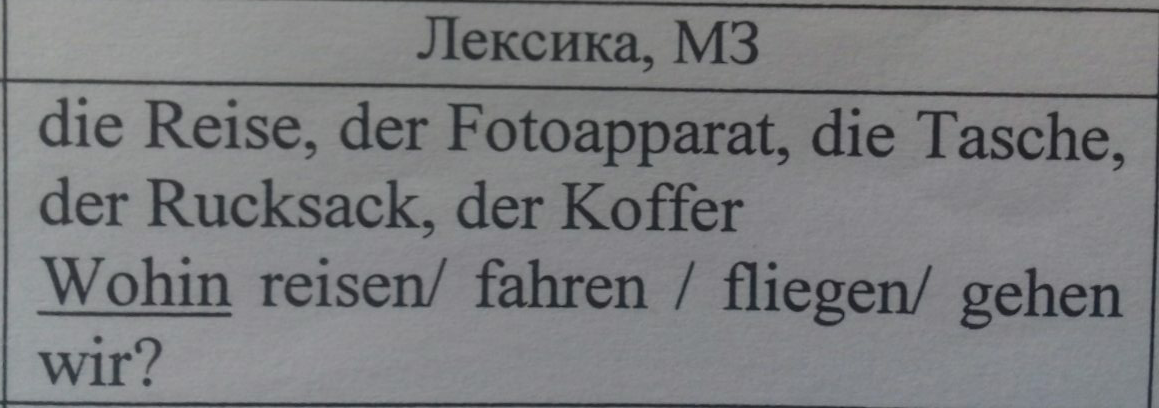 Лексика, МЗ
die Reise, der Fotoapparat, die Tasche,
der Rucksack, der Koffer
Wohin reisen/ fahren / fliegen/ gehen
wir?